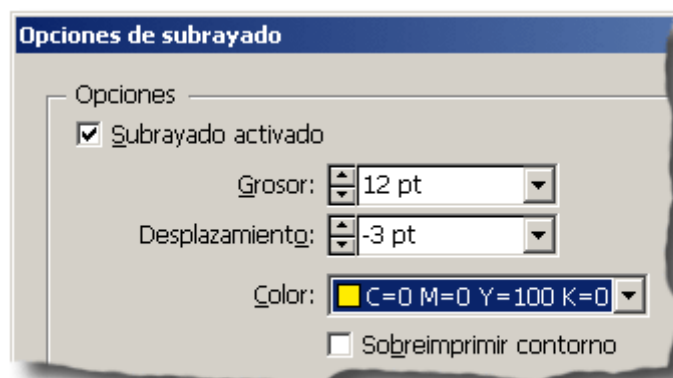 Opciones de subrayado
Opciones
Subrayado activado
Grosor: 12 pt
Desplazamiento: -3 pt
Color: C=0 M=0 Y=100 K=0
Sobreimprimir contorno